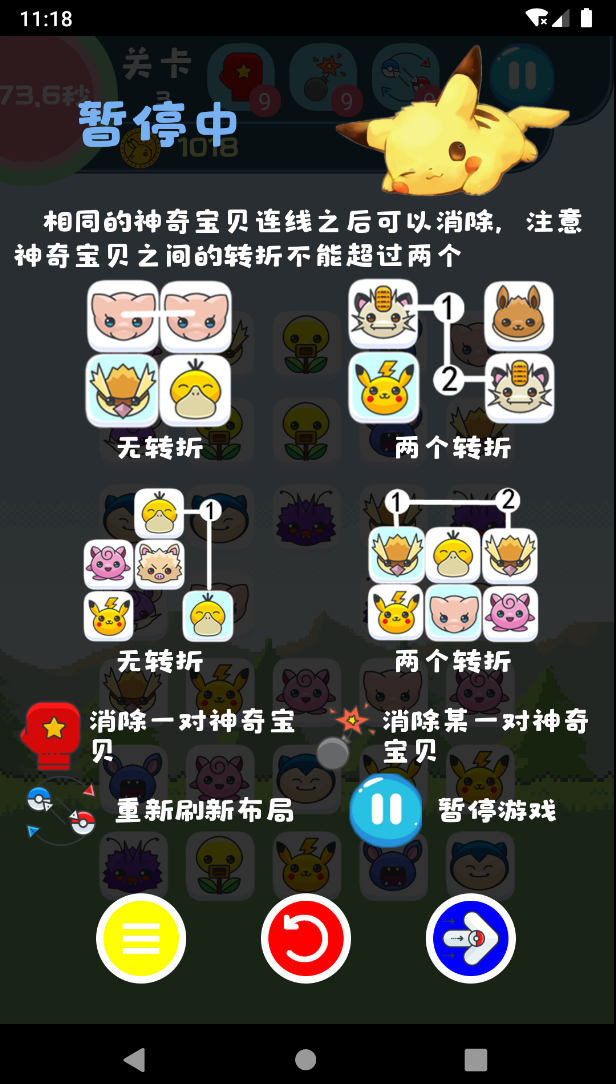 11:18
关卡
73.6秒
3
9
9
9
暂停中
1018
相同的神奇宝贝连线之后可以消除，注意
神奇宝贝之间的转折不能超过两个
1
2
无转折
两个转折
1
1
2
无转折
两个转折
消除一对神奇宝
贝
消除某一对神奇
宝贝
重新刷新布局
暂停游戏